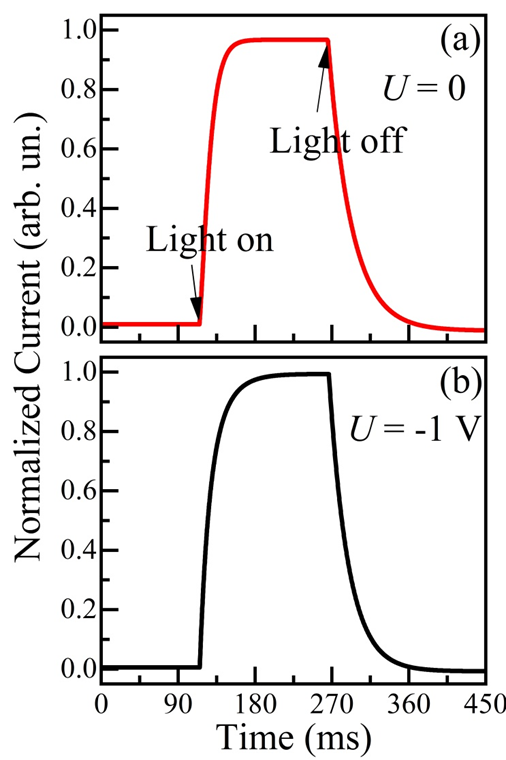 Normalized Current (arb. un.)
1.0
0.8
0.6
0.4
0.2
0.0
(a)
U = 0
Light off
Light on
1.0
0.8
0.6
0.4
0.2
0.0
(b)
U = -1 V
0 90 180 270 360 450
Time (ms)